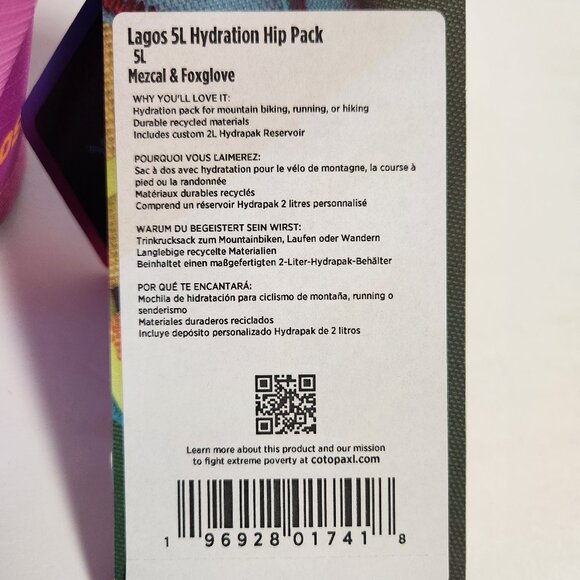 Lagos 5L Hydration Hip Pack
5L
Mezcal & Foxglove
WHY YOU'LL LOVE IT:
Hydration pack for mountain biking, running, or hiking
Durable recycled materials
Includes custom 2L Hydrapak Reservoir
POURQUOI VOUS L'AIMEREZ:
Sac à dos avec hydratation pour le vélo de montagne, la course à
pied ou la randonnée
Matériaux durables recyclés
Comprend un réservoir Hydrapak 2 litres personnalisé
WARUM DU BEGEISTERT SEIN WIRST:
Trinkrucksack zum Mountainbiken, Laufen oder Wandern
Langlebige recycelte Materialien
Beinhaltet einen maßgefertigten 2-Liter-Hydrapak-Behälter
POR QUÉ TE ENCANTARÁ:
Mochila de hidratación para ciclismo de montaña, running o
senderismo
Materiales duraderos reciclados
Incluye depósito personalizado Hydrapak de 2 litros
Learn more about this product and our mission
to fight extreme poverty at cotopaxi.com
1 96928 01741 8